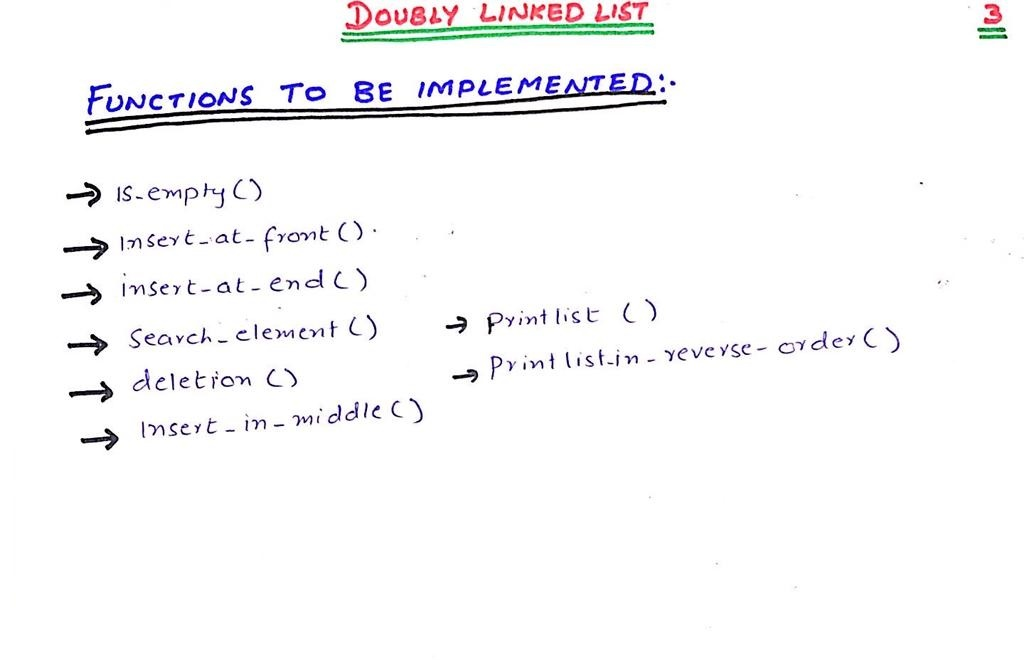 DOUBLY LINKED LIST
3
FUNCTIONS TO BE IMPLEMENTED:.
→ IS-empty()
→ Insert-at-front().
→ insert-at-end()
→ Search-element()
→ deletion()
→ Insert-in-middle()
→ Printlist ()
→ Printlist-in-reverse-order()